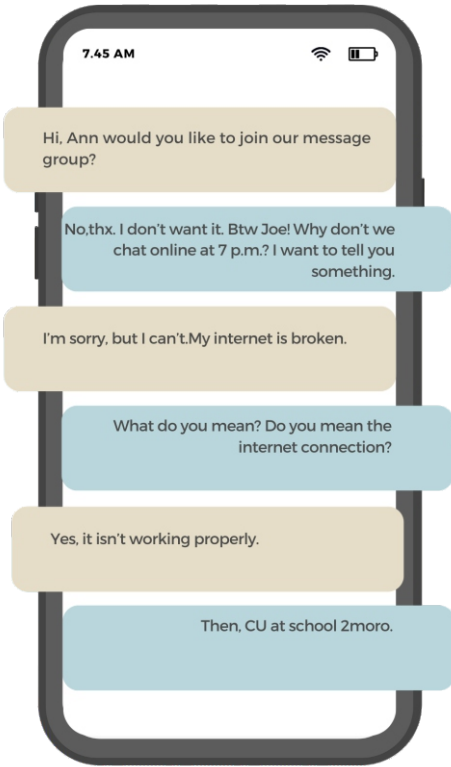 7.45 AM
Hi, Ann would you like to join our message
group?
No,thx. I don't want it. Btw Joe! Why don't we
chat online at 7 p.m.? I want to tell you
something.
I'm sorry, but I can't.My internet is broken.
What do you mean? Do you mean the
internet connection?
Yes, it isn't working properly.
Then, CU at school 2moro.